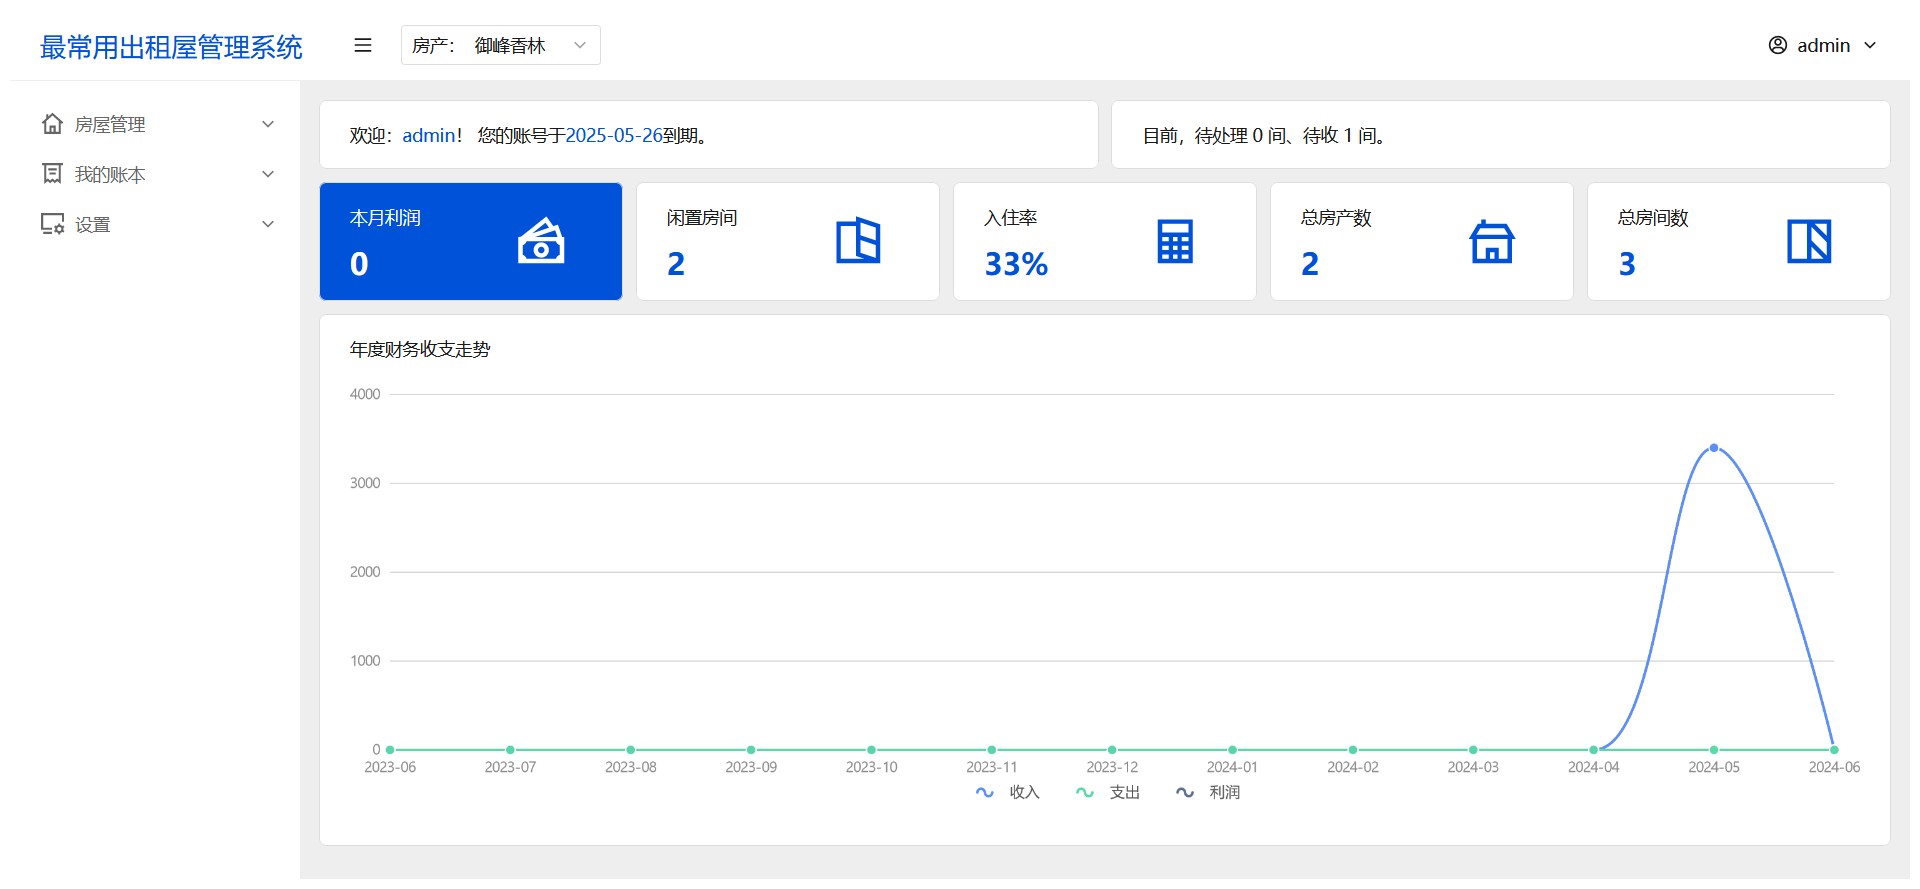 最常用出租屋管理系统
房产： 御峰香林
admin
房屋管理
我的账本
设置
欢迎：admin！ 您的账号于2025-05-26到期。
目前，待处理 0 间、待收 1 间。
本月利润
0
闲置房间
2
入住率
33%
总房产数
2
总房间数
3
年度财务收支走势
4000
3000
2000
1000
0
2023-06 2023-07 2023-08 2023-09 2023-10 2023-11 2023-12 2024-01 2024-02 2024-03 2024-04 2024-05 2024-06
收入 支出 利润